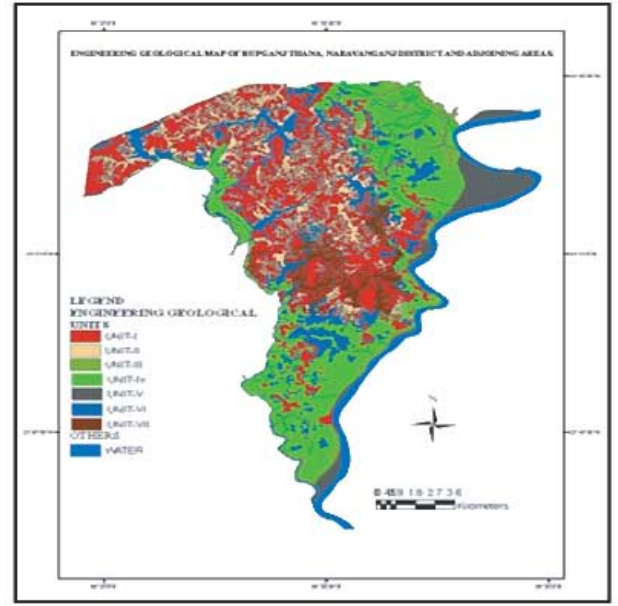 ENGINEERING GEOLOGICAL MAP OF RUPGANJ THANA, NARAYANGANJ DISTRICT AND ADJOINING AREAS
LEGEND
ENGINEERING GEOLOGICAL
UNITS
UNIT-I
UNIT-II
UNIT-III
UNIT-Iv
UNIT-V
UNIT-VI
UNIT-VII
OTHERS
WATER
Kilometers